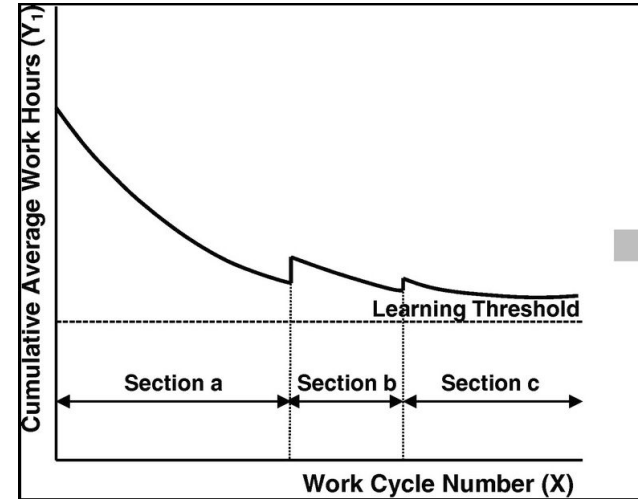 Cumulative Average Work Hours (Y₁)
Learning Threshold
Section a
Section b
Section c
Work Cycle Number (X)